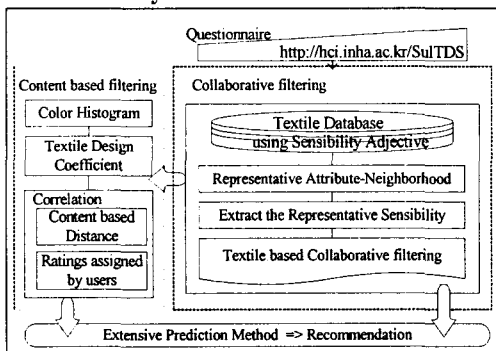 Questionnaire
http://hci.inha.ac.kr/SulTDS
Content based filtering
Color Histogram
Textile Design
Coefficient
Correlation
Content based
Distance
Ratings assigned
by users
Collaborative filtering
Textile Database
using Sensibility Adjective
Representative Attribute-Neighborhood
Extract the Representative Sensibility
Textile based Collaborative filtering
Extensive Prediction Method => Recommendation